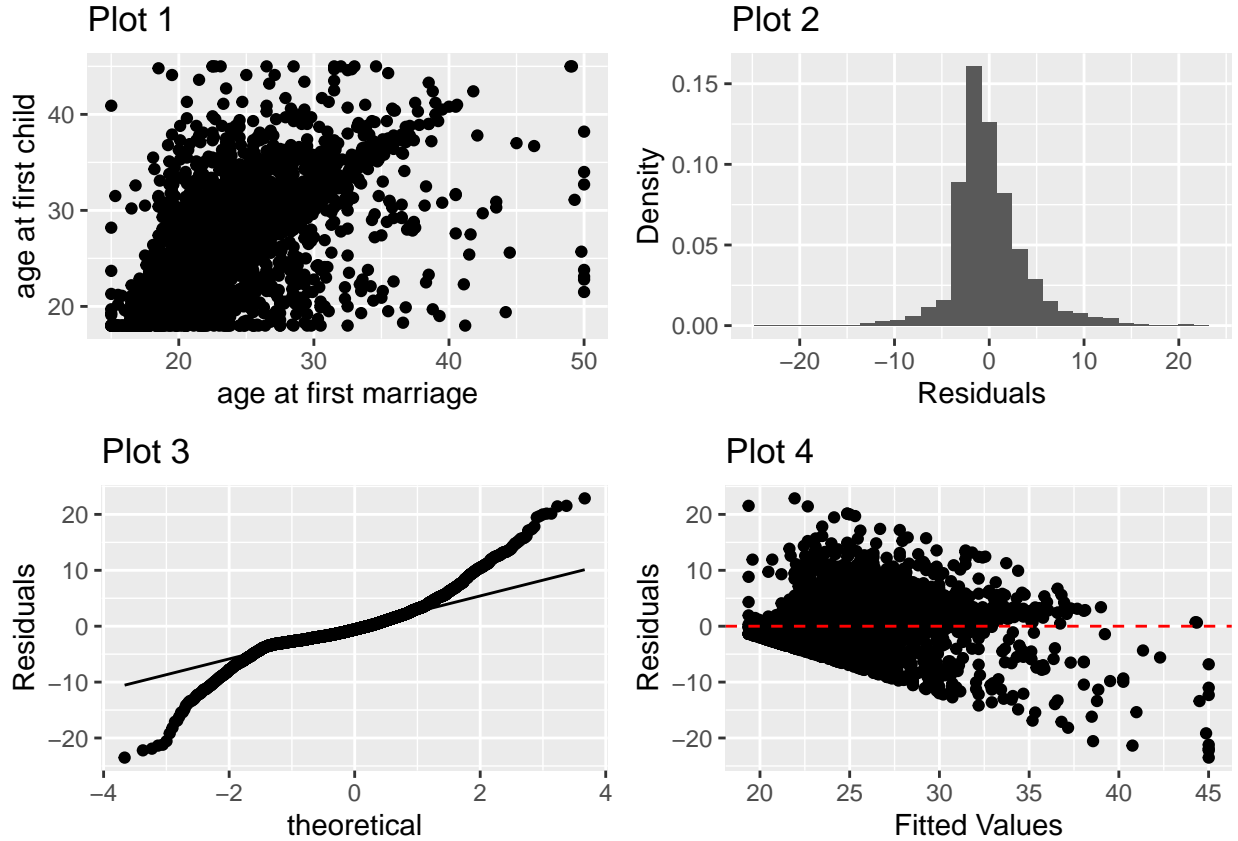 Plot 1
age at first child
40
30
20
20 30 40 50
age at first marriage
Plot 2
Density
0.15
0.10
0.05
0.00
−20 −10 0 10 20
Residuals
Plot 3
Residuals
20
10
0
−10
−20
−4 −2 0 2 4
theoretical
Plot 4
Residuals
20
10
0
−10
−20
20 25 30 35 40 45
Fitted Values